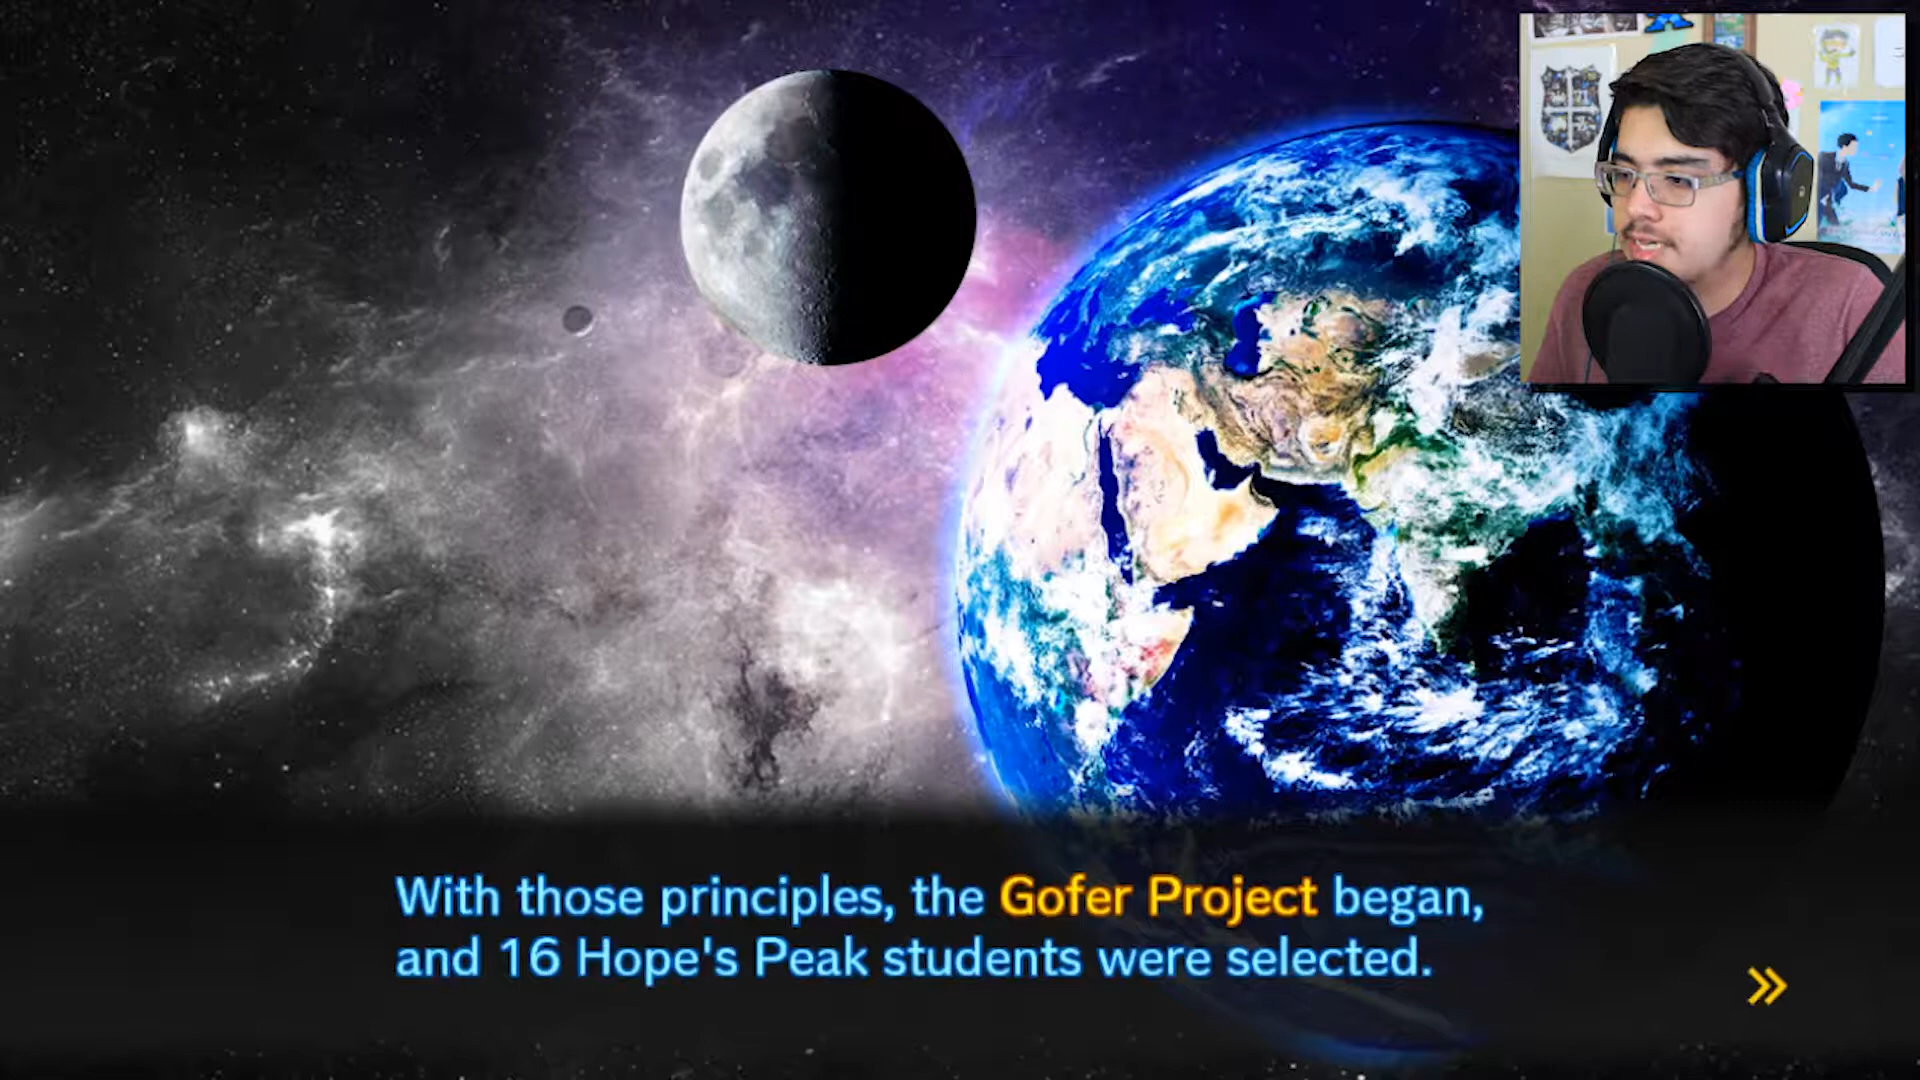 With those principles, the Gofer Project began,
and 16 Hope's Peak students were selected.